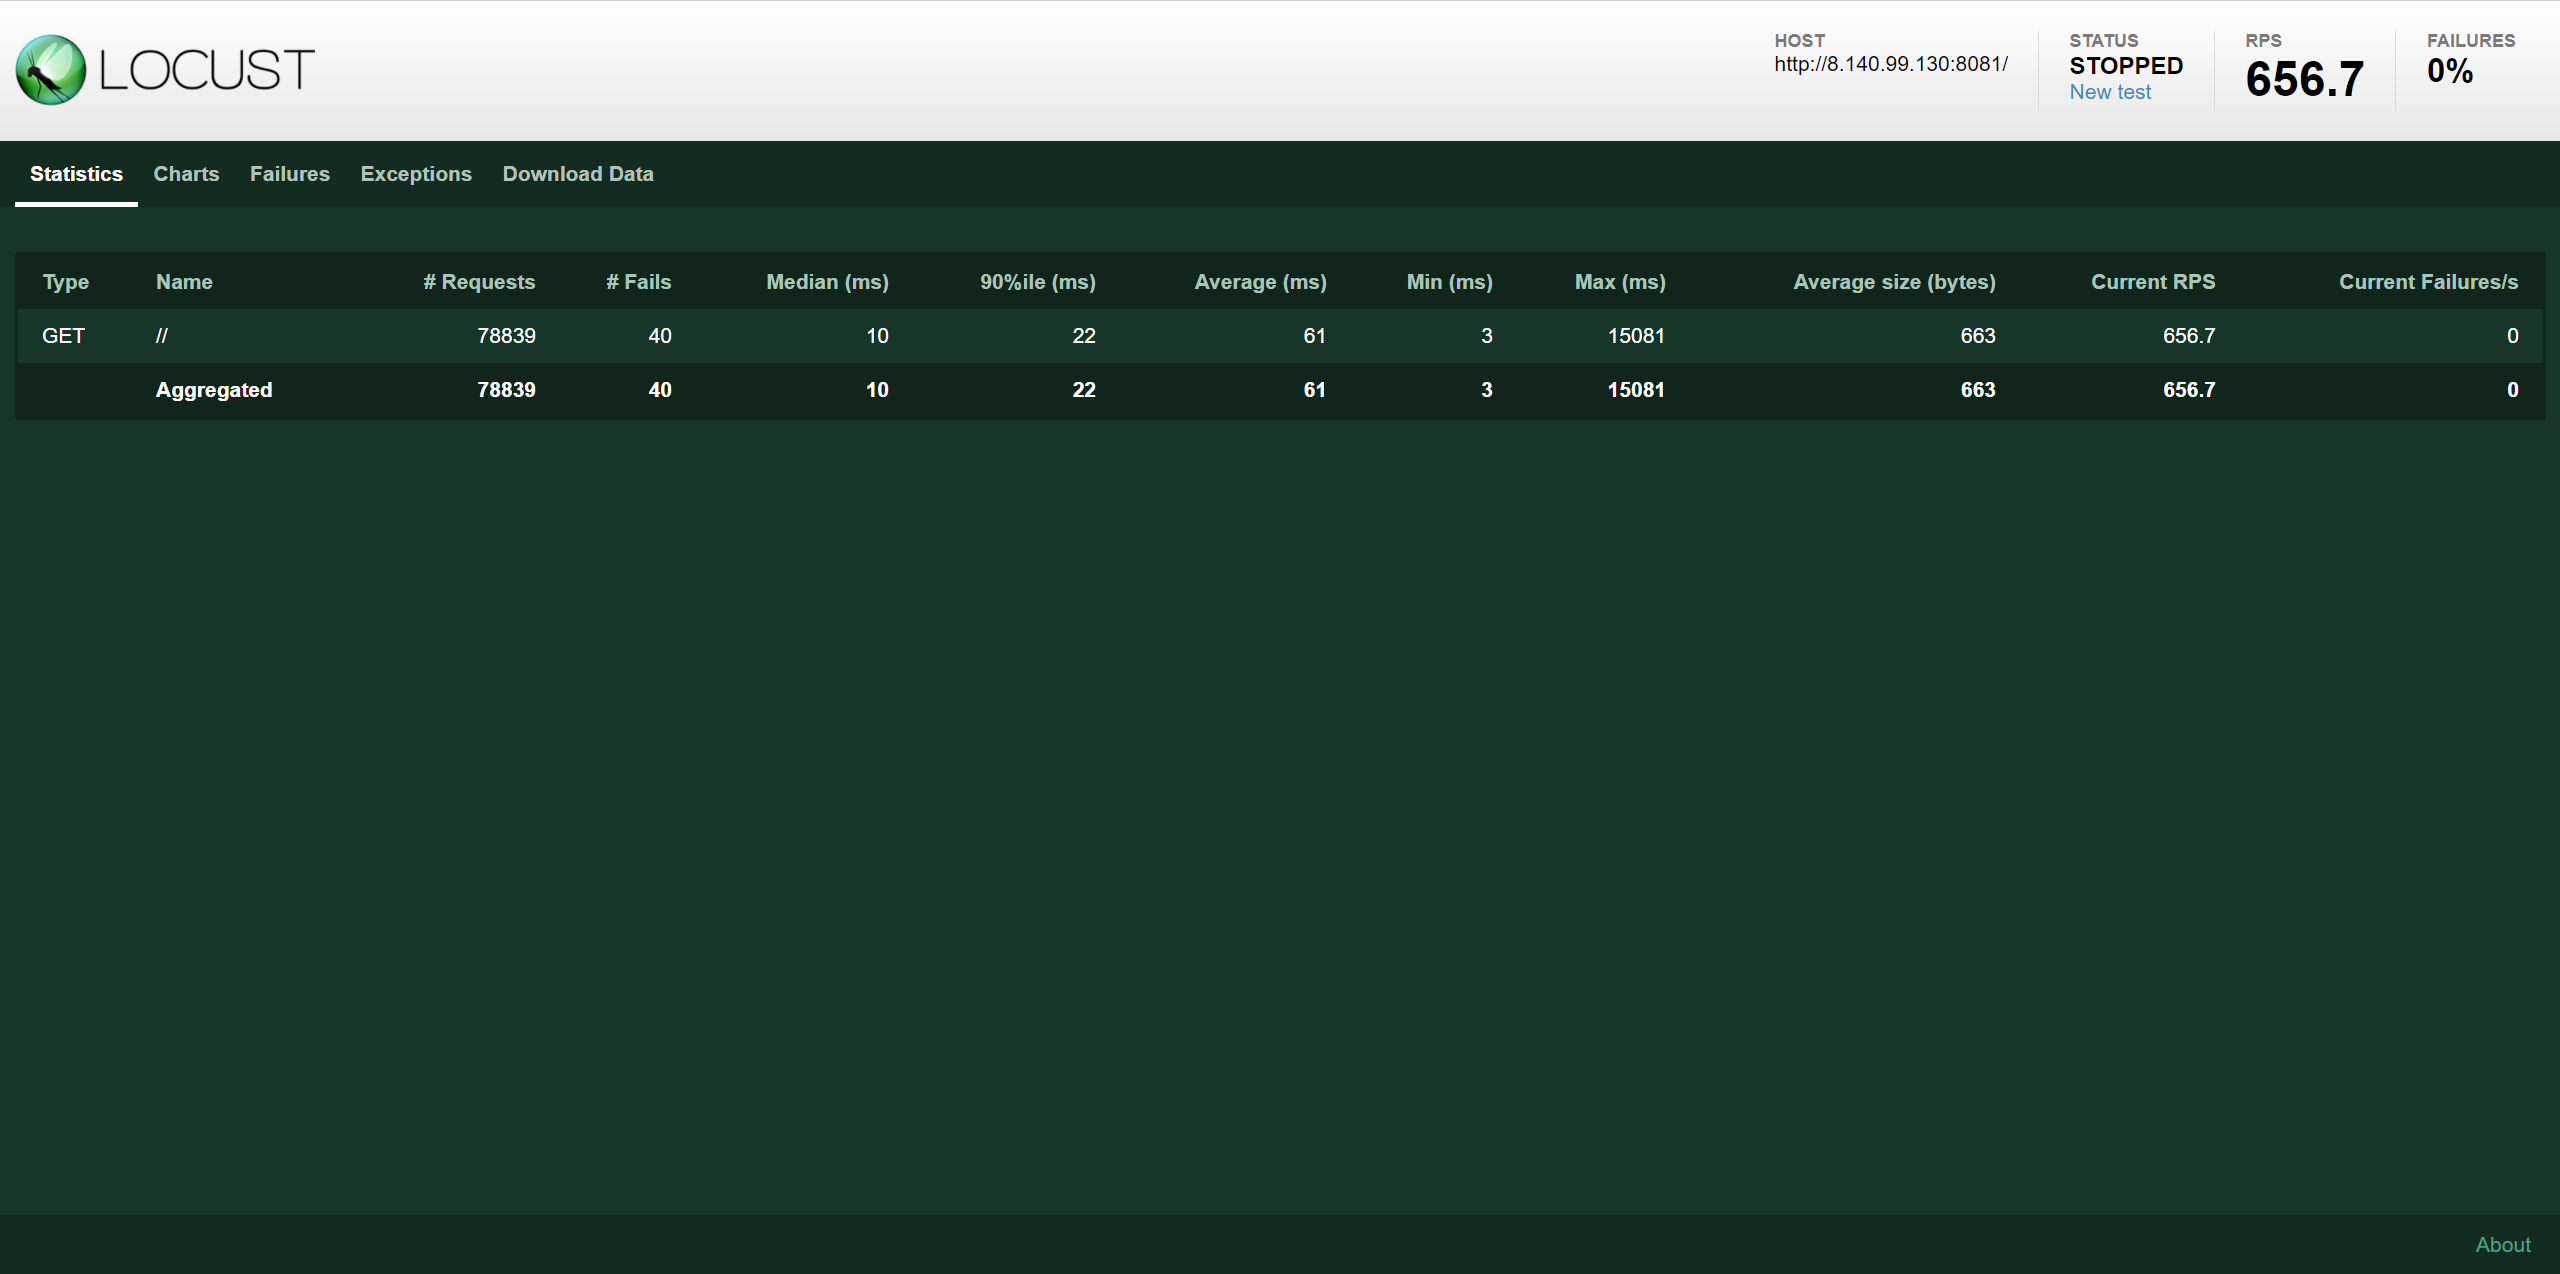 LOCUST
HOST
http://8.140.99.130:8081/
STATUS
STOPPED
New test
RPS
656.7
FAILURES
0%
Statistics Charts Failures Exceptions Download Data
Type Name # Requests # Fails Median (ms) 90%ile (ms) Average (ms) Min (ms) Max (ms) Average size (bytes) Current RPS Current Failures/s
GET // 78839 40 10 22 61 3 15081 663 656.7 0
Aggregated 78839 40 10 22 61 3 15081 663 656.7 0
About